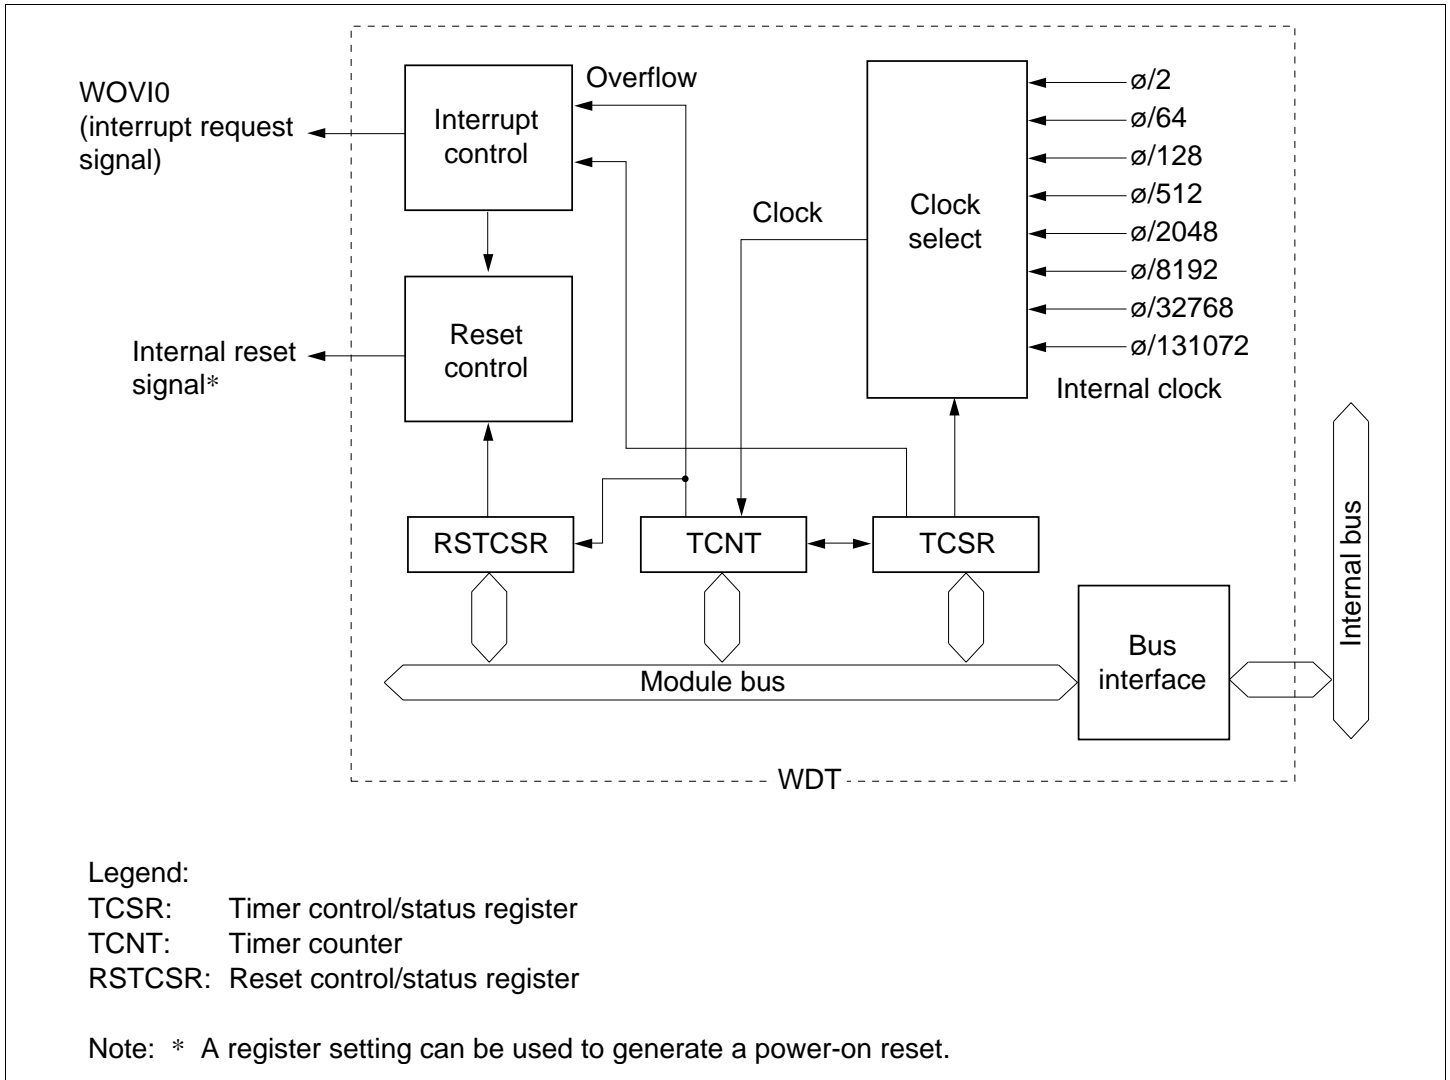 WOVI0
(interrupt request
signal)
Overflow
Interrupt
control
Clock
Clock
select
ø/2
ø/64
ø/128
ø/512
ø/2048
ø/8192
ø/32768
ø/131072
Internal clock
Internal reset
signal*
Reset
control
RSTCSR
TCNT
TCSR
Module bus
Bus
interface
Internal bus
WDT
Legend:
TCSR: Timer control/status register
TCNT: Timer counter
RSTCSR: Reset control/status register
Note: * A register setting can be used to generate a power-on reset.